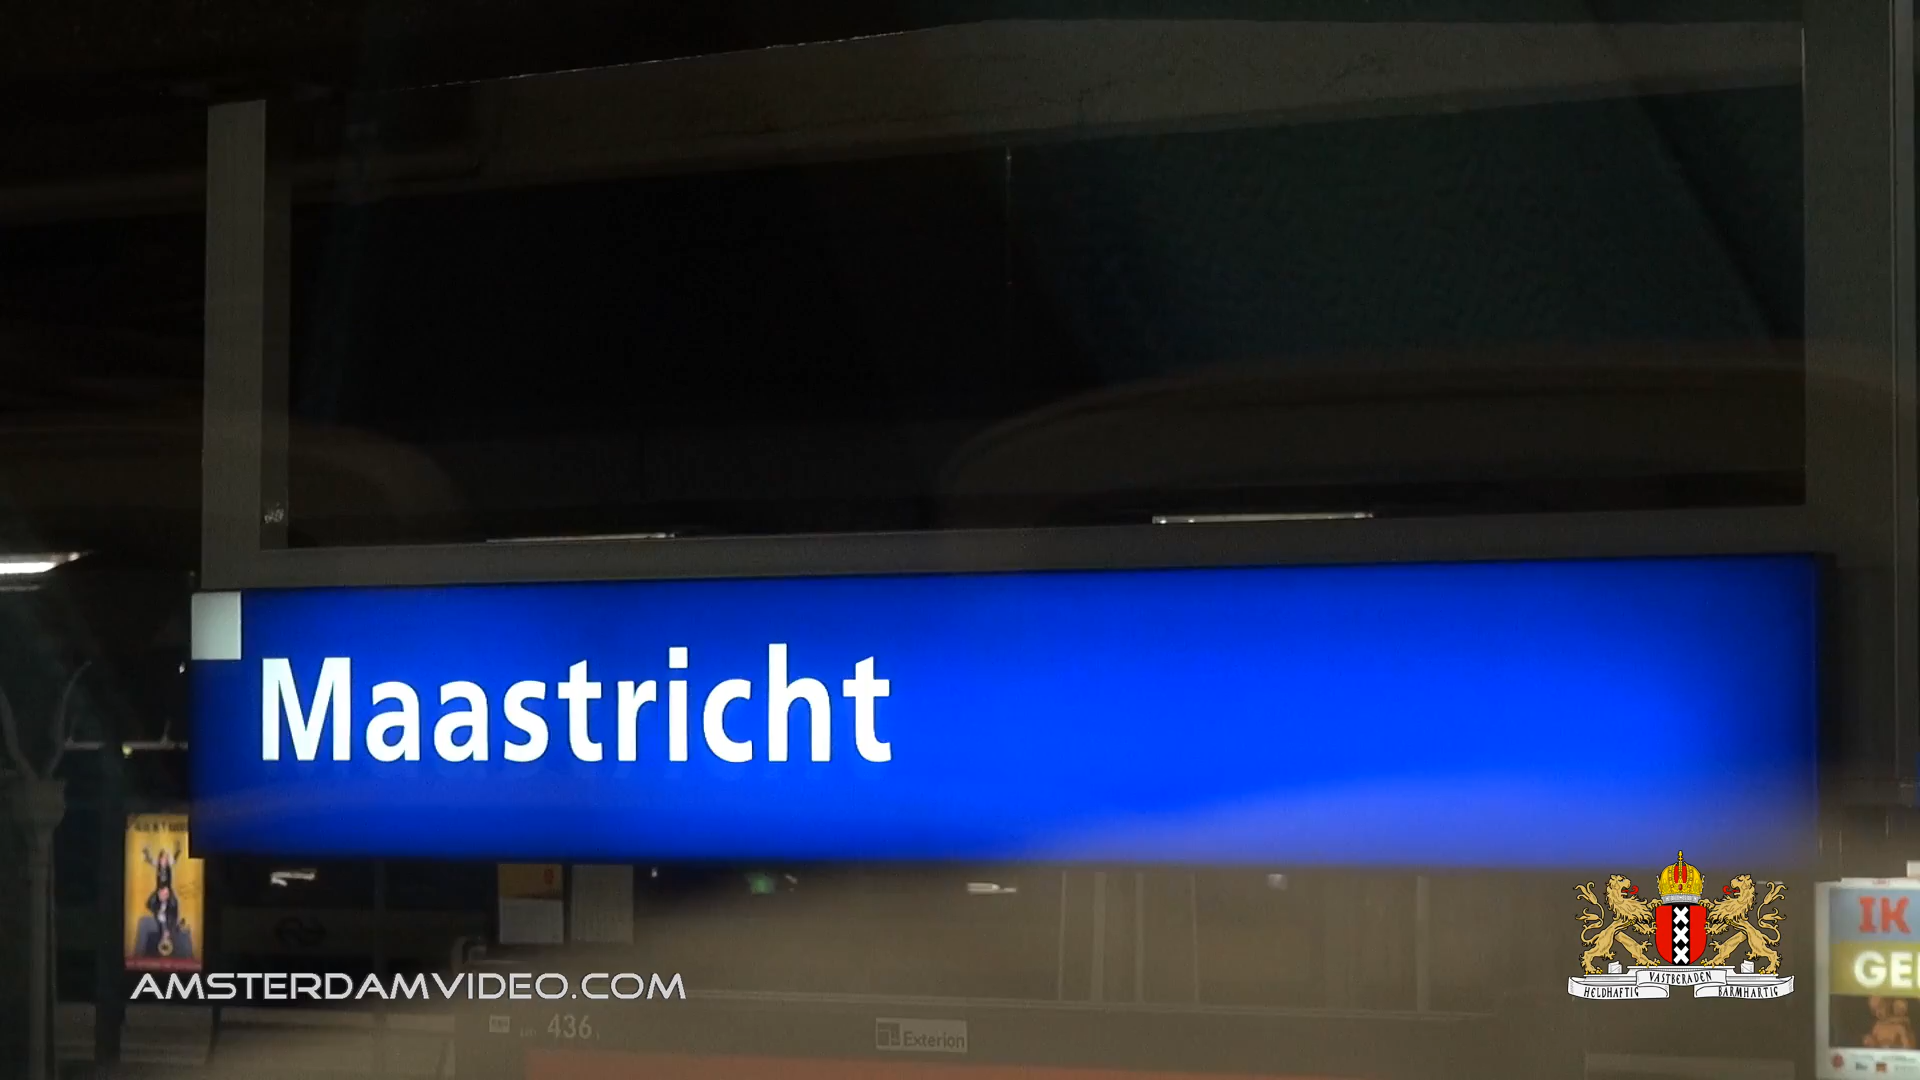 Maastricht
IK
GE
AMSTERDAMVIDEO.COM
HELDHAFTIG VASTBERADEN BARMHARTIG
436
Exterion